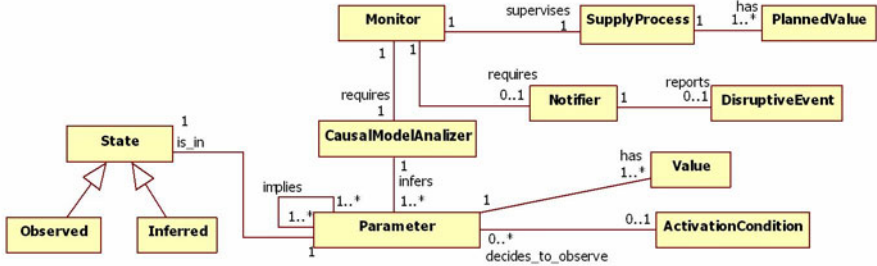 supervises
has
Monitor
1
1
SupplyProcess
1
1..*
PlannedValue
1
1
requires
reports
0..1
Notifier
1
0..1
DisruptiveEvent
requires
1
1
CausalModelAnalizer
State
is_in
1
infers
has
1..*
Value
implies
1..*
1..*
1..*
1
Observed
Inferred
Parameter
0..1
ActivationCondition
1
0..*
decides_to_observe